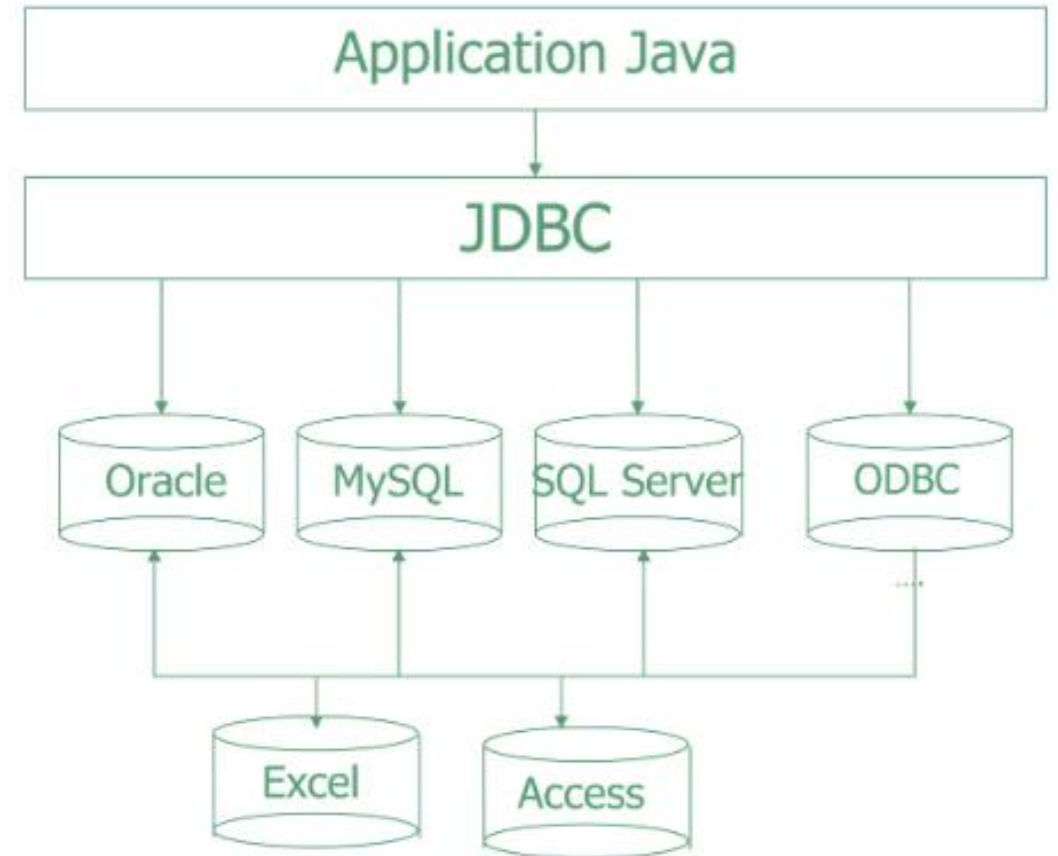 Application Java
JDBC
Oracle
MySQL
SQL Server
ODBC
....
Excel
Access